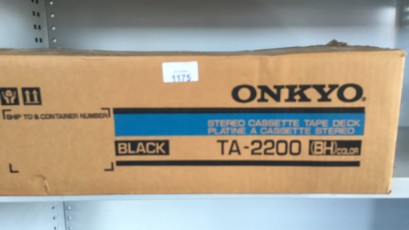 1175
ONKYO
SHIP TO & CONTAINER NUMBER
STEREO CASSETTE TAPE DECK
PLATINE A CASSETTE STEREO
BLACK TA-2200 (BH) COLOR